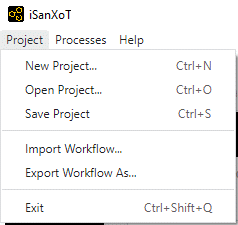 iSanXoT
Project Processes Help
New Project... Ctrl+N
Open Project... Ctrl+O
Save Project Ctrl+S
Import Workflow...
Export Workflow As...
Exit Ctrl+Shift+Q